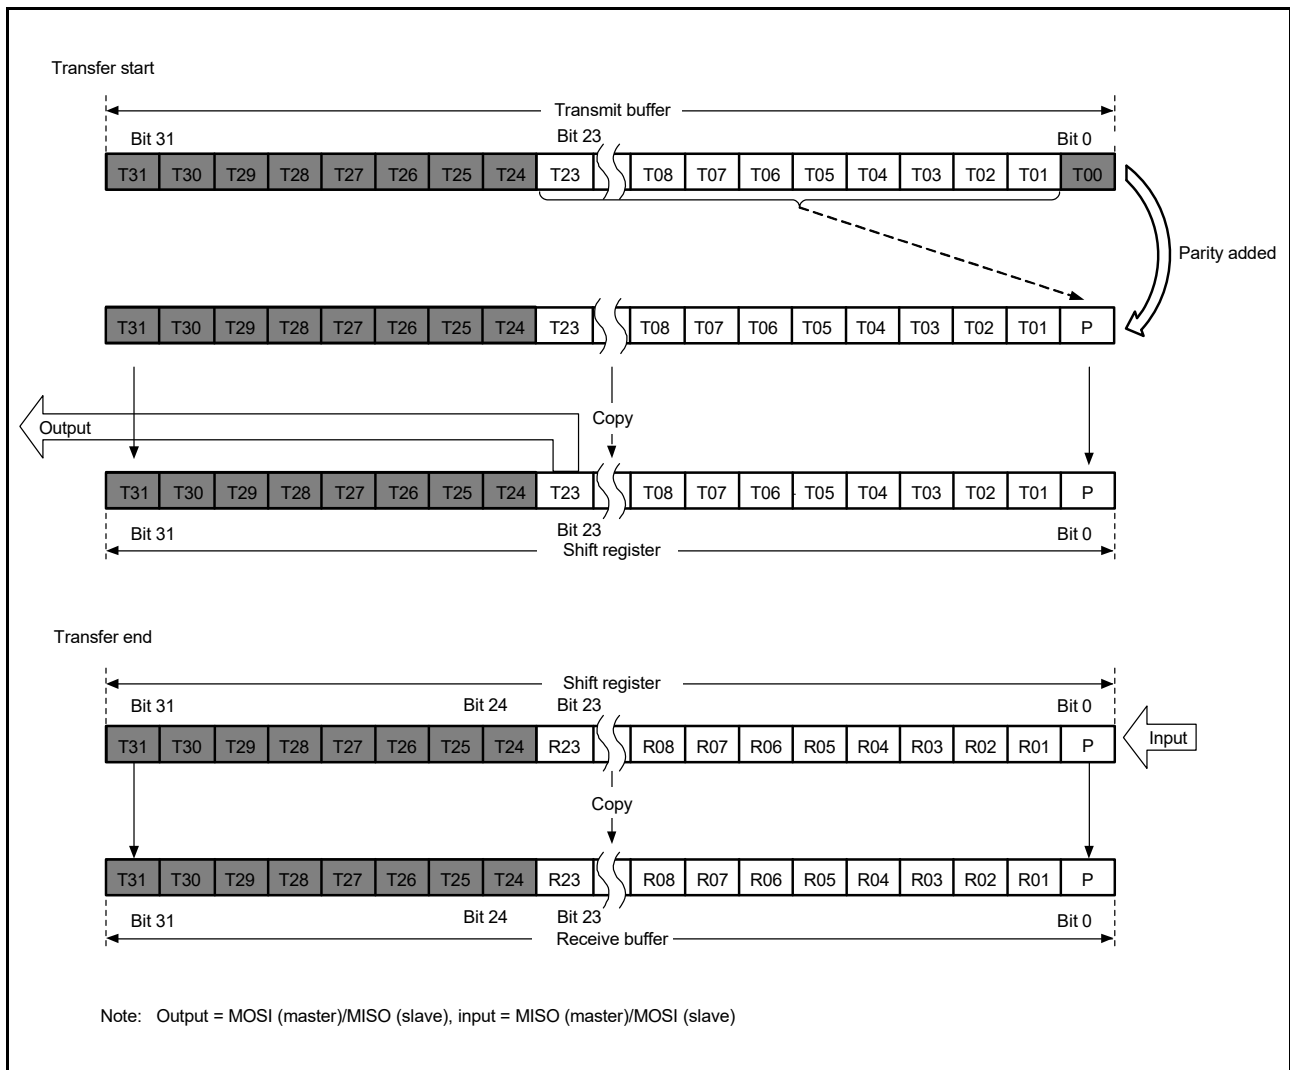 Transfer start
Transmit buffer
Bit 31 Bit 23 Bit 0
T31 T30 T29 T28 T27 T26 T25 T24 T23 T08 T07 T06 T05 T04 T03 T02 T01 T00
Parity added
T31 T30 T29 T28 T27 T26 T25 T24 T23 T08 T07 T06 T05 T04 T03 T02 T01 P
Copy
Output
T31 T30 T29 T28 T27 T26 T25 T24 T23 T08 T07 T06 T05 T04 T03 T02 T01 P
Bit 31 Bit 23 Bit 0
Shift register
Transfer end
Shift register
Bit 31 Bit 24 Bit 23 Bit 0
T31 T30 T29 T28 T27 T26 T25 T24 R23 R08 R07 R06 R05 R04 R03 R02 R01 P
Input
Copy
T31 T30 T29 T28 T27 T26 T25 T24 R23 R08 R07 R06 R05 R04 R03 R02 R01 P
Bit 31 Bit 24 Bit 23 Bit 0
Receive buffer
Note: Output = MOSI (master)/MISO (slave), input = MISO (master)/MOSI (slave)